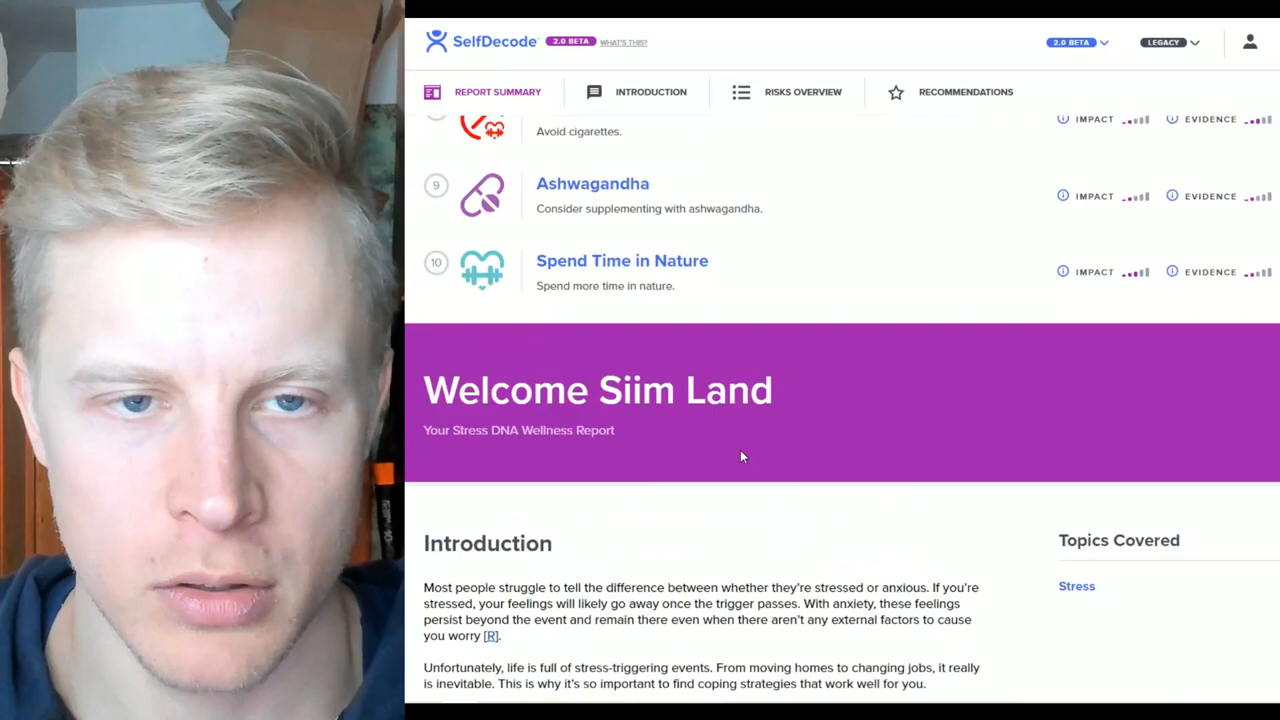 SelfDecode 2.0 BETA WHAT'S THIS?
2.0 BETA LEGACY
REPORT SUMMARY INTRODUCTION RISKS OVERVIEW RECOMMENDATIONS
Avoid cigarettes.
IMPACT EVIDENCE
9 Ashwagandha
Consider supplementing with ashwagandha.
IMPACT EVIDENCE
10 Spend Time in Nature
Spend more time in nature.
IMPACT EVIDENCE
Welcome Siim Land
Your Stress DNA Wellness Report
Introduction
Most people struggle to tell the difference between whether they're stressed or anxious. If you're
stressed, your feelings will likely go away once the trigger passes. With anxiety, these feelings
persist beyond the event and remain there even when there aren't any external factors to cause
you worry [R].
Unfortunately, life is full of stress-triggering events. From moving homes to changing jobs, it really
is inevitable. This is why it's so important to find coping strategies that work well for you.
Topics Covered
Stress